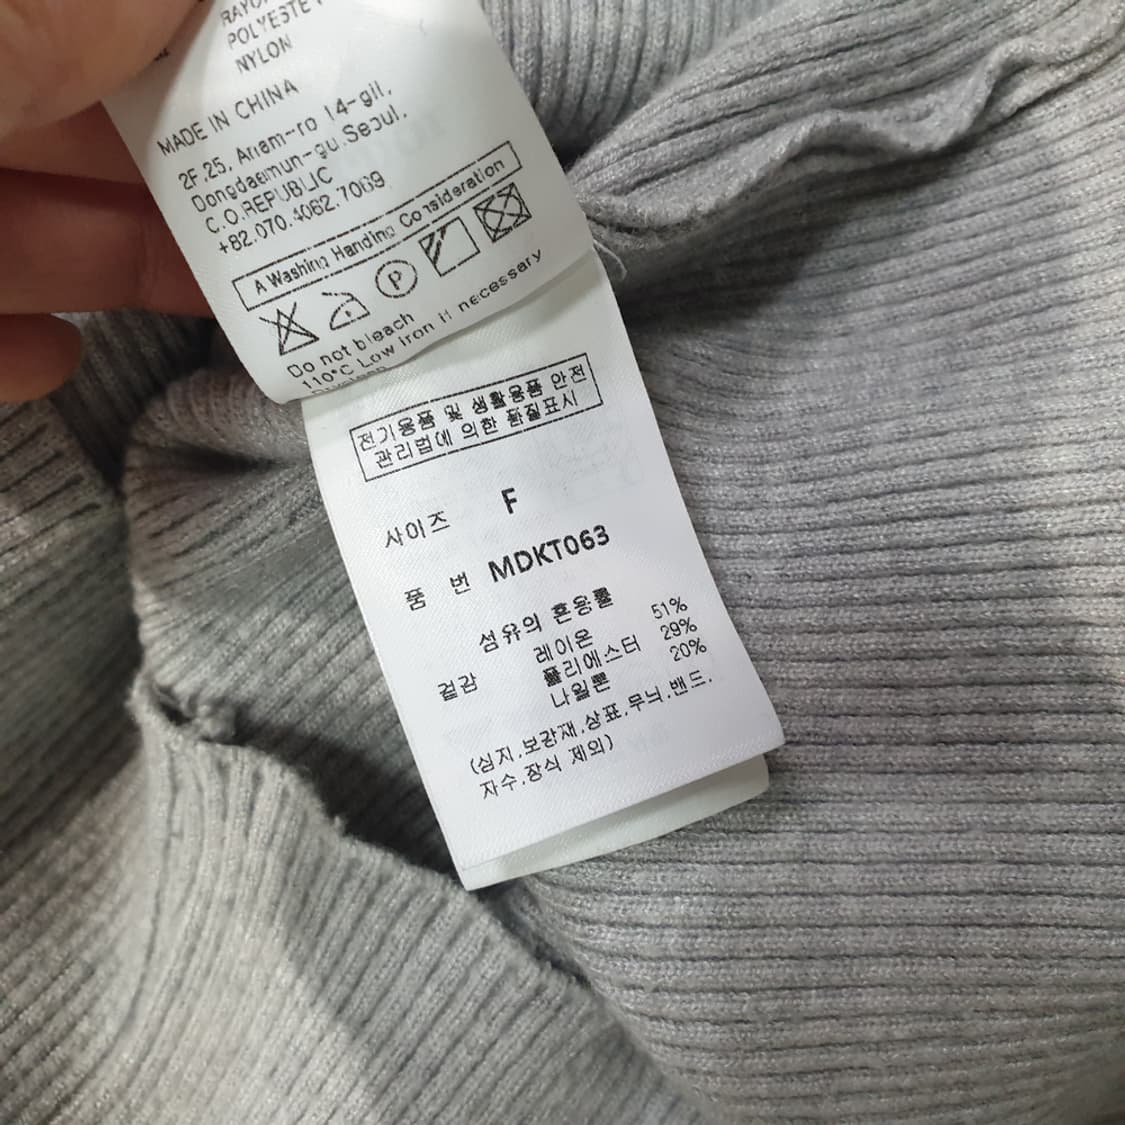 POLYESTE
NYLON
MADE IN CHINA
2F,25, Anam-ro 14-gil,
Dongdaemun-gu,Seoul,
C.O.REPUBLIC
+82.070.4062.7069
A Washing Handing Consideration
P
Do not bleach
110°C Low iron if necessary
전기용품 및 생활용품 안전
관리법에 의한 품질표시
사이즈 F
품 번 MDKT063
섬유의 혼용률
겉감 레이온 51%
폴리에스터 29%
나일론 20%
(심지,보강재,상표,무늬,밴드,
자수,장식 제외)